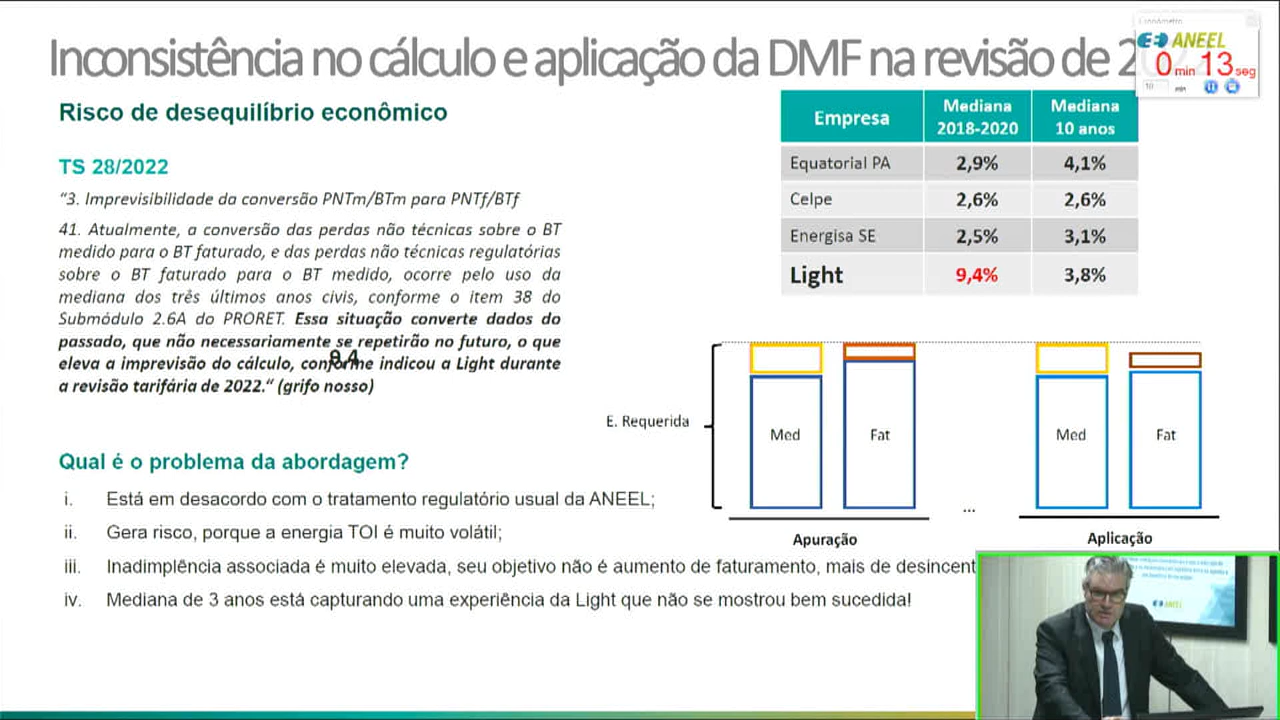 Inconsistência no cálculo e aplicação da DMF na revisão de 2
Cronômetro
ANEEL
0 min 13 seg
10
min
Risco de desequilíbrio econômico
TS 28/2022
“3. Imprevisibilidade da conversão PNTm/BTm para PNTf/BTf
41. Atualmente, a conversão das perdas não técnicas sobre o BT
medido para o BT faturado, e das perdas não técnicas regulatórias
sobre o BT faturado para o BT medido, ocorre pelo uso da
mediana dos três últimos anos civis, conforme o item 38 do
Submódulo 2.6A do PRORET. Essa situação converte dados do
passado, que não necessariamente se repetirão no futuro, o que
eleva a imprevisão do cálculo, conforme indicou a Light durante
a revisão tarifária de 2022.“ (grifo nosso)
9,4
Empresa Mediana 2018-2020 Mediana 10 anos
Equatorial PA 2,9% 4,1%
Celpe 2,6% 2,6%
Energisa SE 2,5% 3,1%
Light 9,4% 3,8%
E. Requerida
Med Fat
Apuração
...
Med Fat
Aplicação
Qual é o problema da abordagem?
i. Está em desacordo com o tratamento regulatório usual da ANEEL;
ii. Gera risco, porque a energia TOI é muito volátil;
iii. Inadimplência associada é muito elevada, seu objetivo não é aumento de faturamento, mais de desincent
iv. Mediana de 3 anos está capturando uma experiência da Light que não se mostrou bem sucedida!
ANEEL